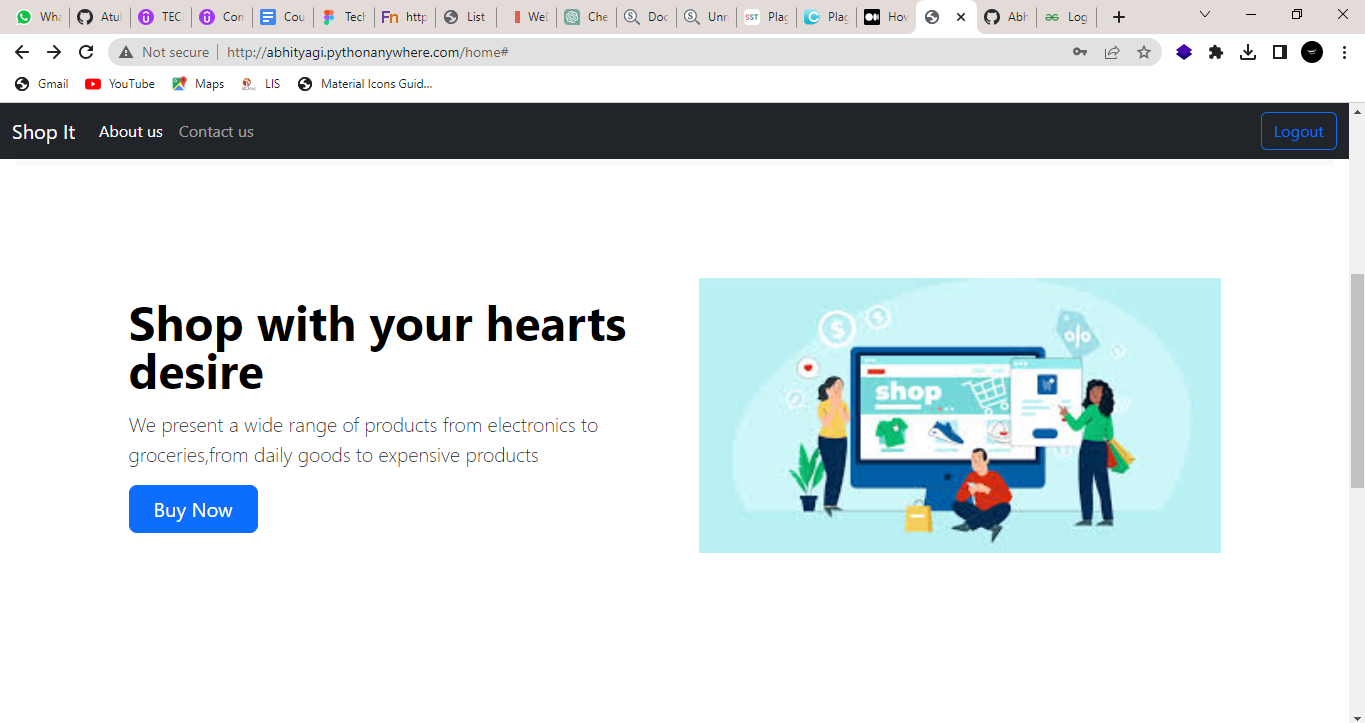 Wha
Atul
TEC
Con
Cou
Tech
http
List
Wel
Che
Doc
Unr
Plag
Plag
How
Abh
Log
Not secure
http://abhityagi.pythonanywhere.com/home#
Gmail
YouTube
Maps
LIS
Material Icons Guid...
Shop It
About us
Contact us
Logout
Shop with your hearts
desire
We present a wide range of products from electronics to
groceries,from daily goods to expensive products
Buy Now
shop